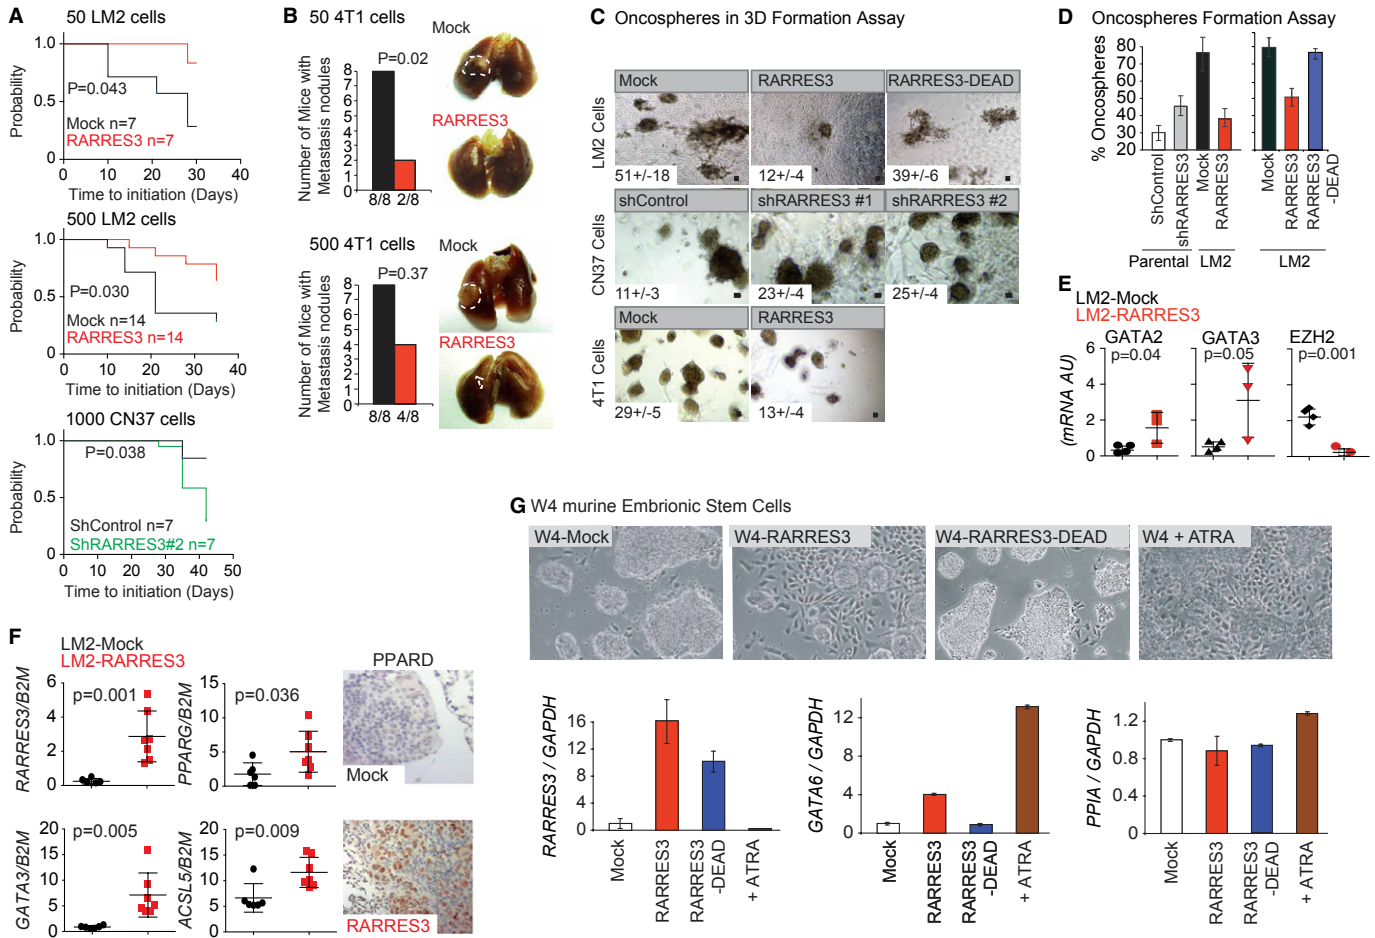 A
50 LM2 cells
1.0
0.5
0
Probability
P=0.043
Mock n=7
RARRES3 n=7
0 10 20 30 40
Time to initiation (Days)
500 LM2 cells
1.0
0.5
0
Probability
P=0.030
Mock n=14
RARRES3 n=14
0 10 20 30 40
Time to initiation (Days)
1000 CN37 cells
1.0
0.5
0
Probability
P=0.038
ShControl n=7
ShRARRES3#2 n=7
0 10 20 30 40 50
Time to initiation (Days)
B
50 4T1 cells
Number of Mice with
Metastasis nodules
8
7
6
5
4
3
2
1
0
P=0.02
8/8 2/8
Mock
RARRES3
500 4T1 cells
Number of Mice with
Metastasis nodules
8
7
6
5
4
3
2
1
0
P=0.37
8/8 4/8
Mock
RARRES3
C Oncospheres in 3D Formation Assay
LM2 Cells
Mock
RARRES3
RARRES3-DEAD
51+/-18
12+/-4
39+/-6
CN37 Cells
shControl
shRARRES3 #1
shRARRES3 #2
11+/-3
23+/-4
25+/-4
4T1 Cells
Mock
RARRES3
29+/-5
13+/-4
D Oncospheres Formation Assay
% Oncospheres
80
70
60
50
40
30
20
ShControl
shRARRES3
Mock
RARRES3
Mock
RARRES3
RARRES3
-DEAD
Parental
LM2
LM2
E
LM2-Mock
LM2-RARRES3
(mRNA AU)
6
4
2
0
GATA2
p=0.04
GATA3
p=0.05
EZH2
p=0.001
F
LM2-Mock
LM2-RARRES3
RARRES3/B2M
6
4
2
0
p=0.001
PPARG/B2M
15
10
5
0
p=0.036
PPARD
Mock
GATA3/B2M
20
15
10
5
0
p=0.005
ACSL5/B2M
20
15
10
5
0
p=0.009
RARRES3
G W4 murine Embrionic Stem Cells
W4-Mock
W4-RARRES3
W4-RARRES3-DEAD
W4 + ATRA
RARRES3 / GAPDH
16
12
8
4
0
Mock
RARRES3
RARRES3
-DEAD
+ ATRA
GATA6 / GAPDH
12
8
4
0
Mock
RARRES3
RARRES3
-DEAD
+ ATRA
PPIA / GAPDH
1.2
0.8
0.4
0
Mock
RARRES3
RARRES3
-DEAD
+ ATRA